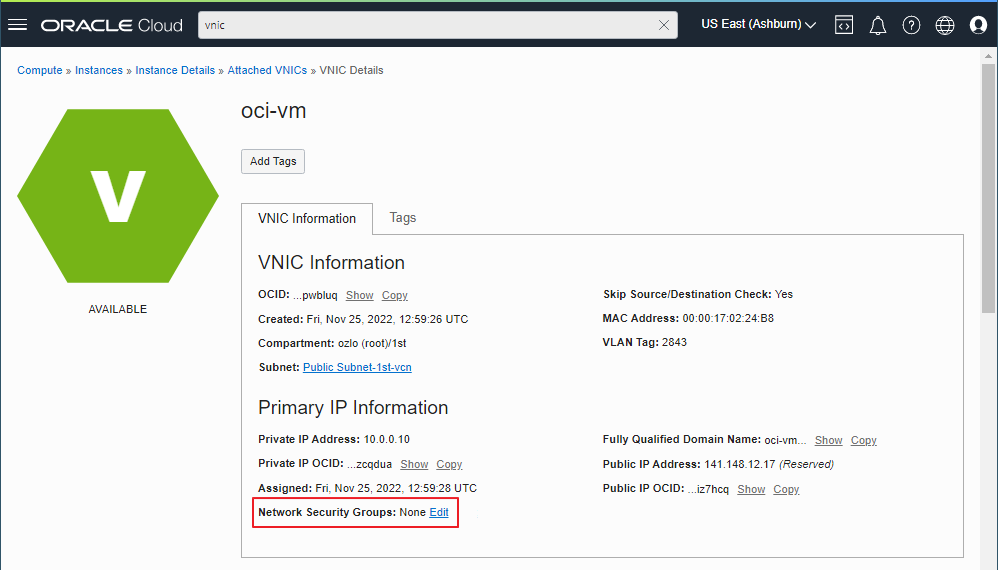 ORACLE Cloud
vnic
US East (Ashburn)
Compute » Instances » Instance Details » Attached VNICs » VNIC Details
V
AVAILABLE
oci-vm
Add Tags
VNIC Information
Tags
VNIC Information
OCID: ...pwbluq Show Copy
Created: Fri, Nov 25, 2022, 12:59:26 UTC
Compartment: ozlo (root)/1st
Subnet: Public Subnet-1st-vcn
Skip Source/Destination Check: Yes
MAC Address: 00:00:17:02:24:B8
VLAN Tag: 2843
Primary IP Information
Private IP Address: 10.0.0.10
Private IP OCID: ...zcqdua Show Copy
Assigned: Fri, Nov 25, 2022, 12:59:28 UTC
Network Security Groups: None Edit
Fully Qualified Domain Name: oci-vm... Show Copy
Public IP Address: 141.148.12.17 (Reserved)
Public IP OCID: ...iz7hcq Show Copy